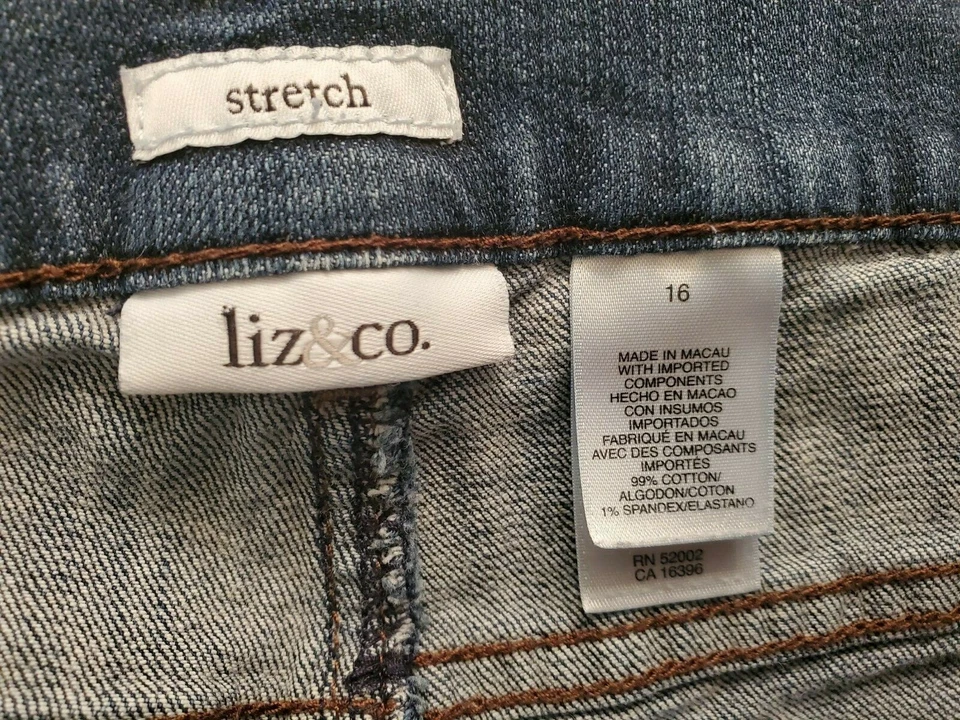 stretch
liz&co.
16
MADE IN MACAU
WITH IMPORTED
COMPONENTS
HECHO EN MACAO
CON INSUMOS
IMPORTADOS
FABRIQUÉ EN MACAU
AVEC DES COMPOSANTS
IMPORTÉS
99% COTTON/
ALGODON/COTON
1% SPANDEX/ELASTANO
RN 52002
CA 16396